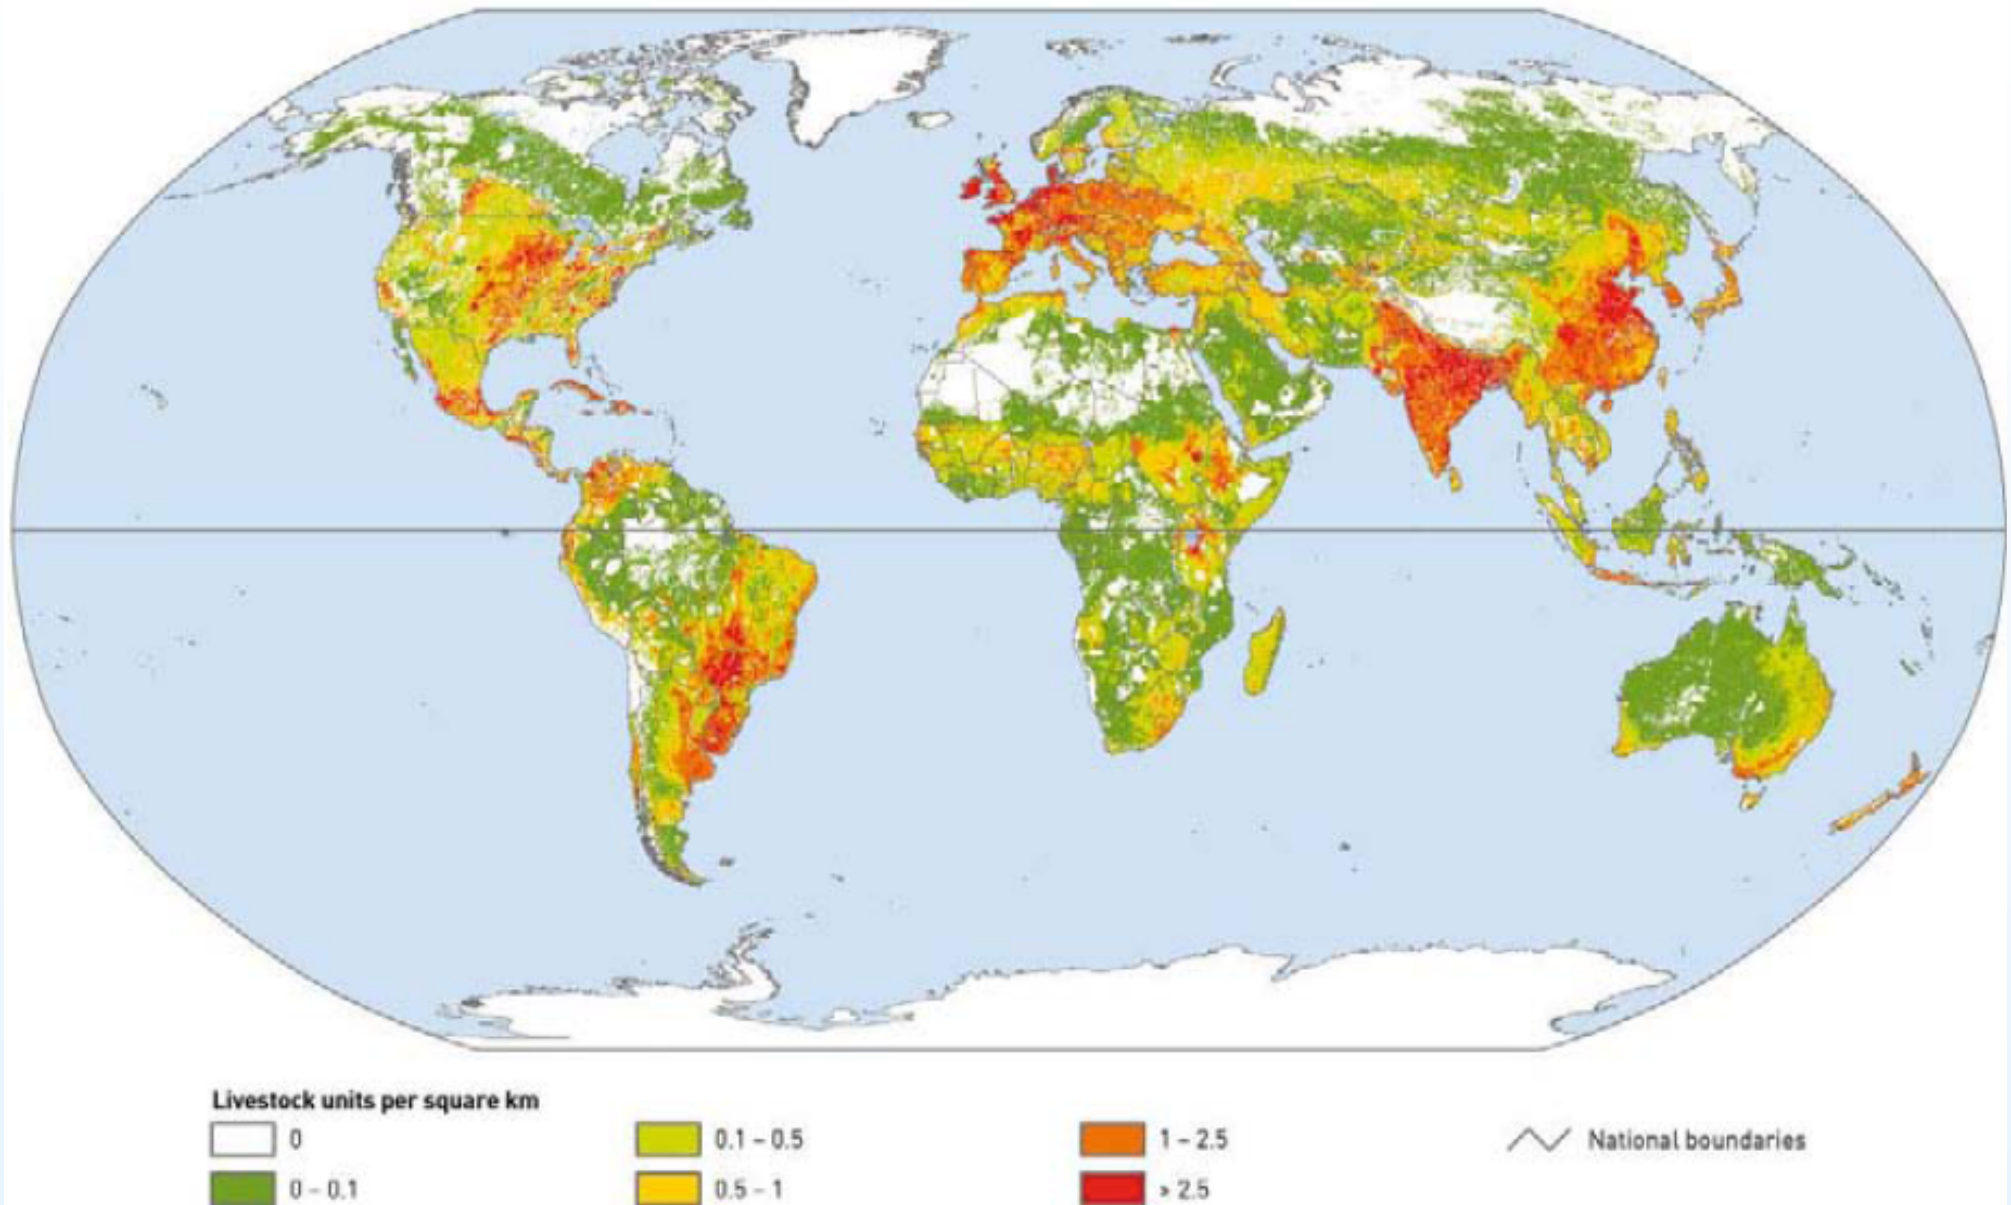 Livestock units per square km
0
0.1 – 0.5
1 – 2.5
National boundaries
0 – 0.1
0.5 – 1
> 2.5